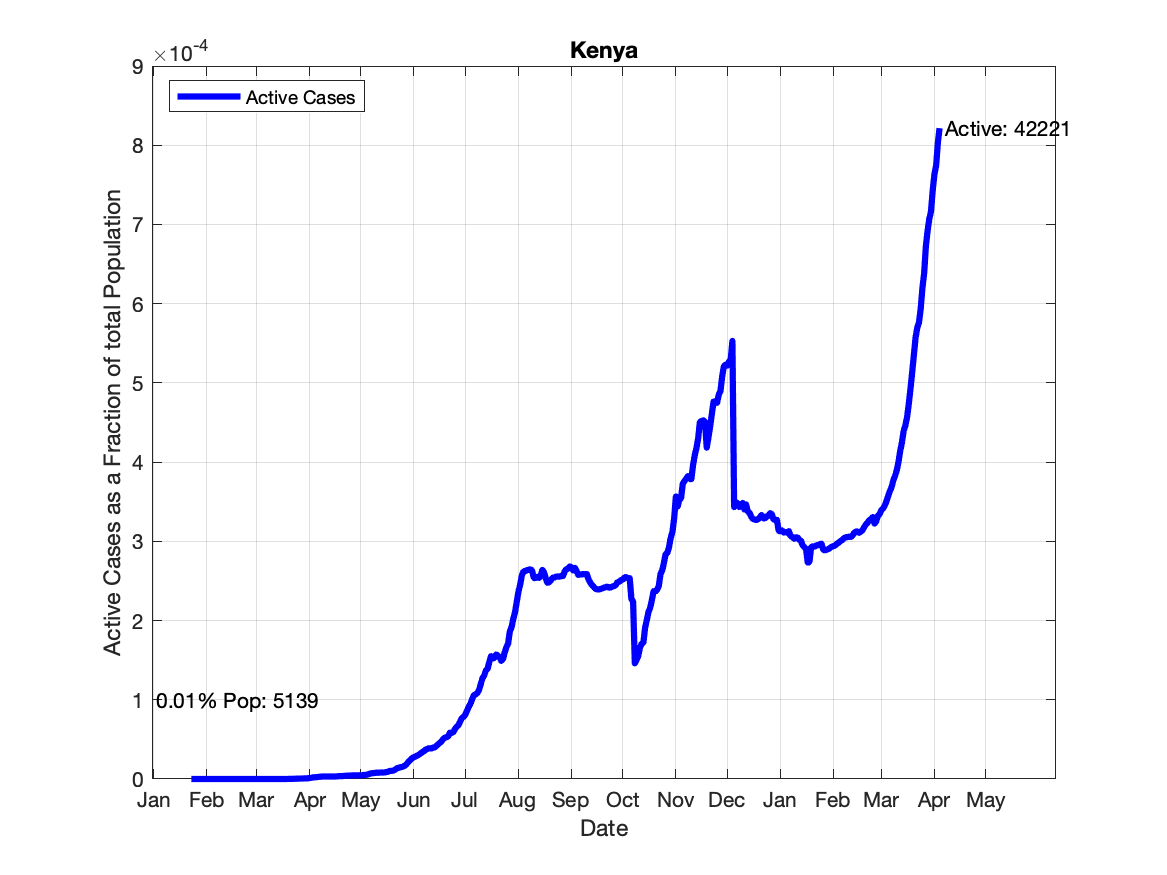 Kenya
×10-4
Active Cases
Active: 42221
0.01% Pop: 5139
9
8
7
6
5
4
3
2
1
0
Active Cases as a Fraction of total Population
Jan Feb Mar Apr May Jun Jul Aug Sep Oct Nov Dec Jan Feb Mar Apr May
Date